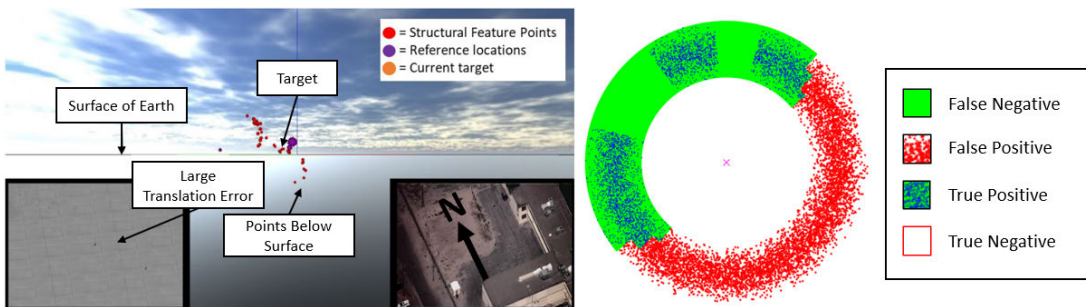 = Structural Feature Points
= Reference locations
= Current target
Target
Surface of Earth
Large
Translation Error
Points Below
Surface
N
False Negative
False Positive
True Positive
True Negative